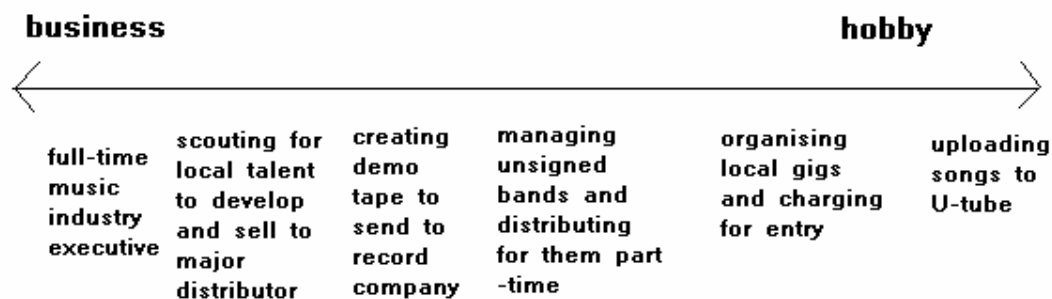 business
hobby
full-time
music
industry
executive
scouting for
local talent
to develop
and sell to
major
distributor
creating
demo
tape to
send to
record
company
managing
unsigned
bands and
distributing
for them part
-time
organising
local gigs
and charging
for entry
uploading
songs to
U-tube